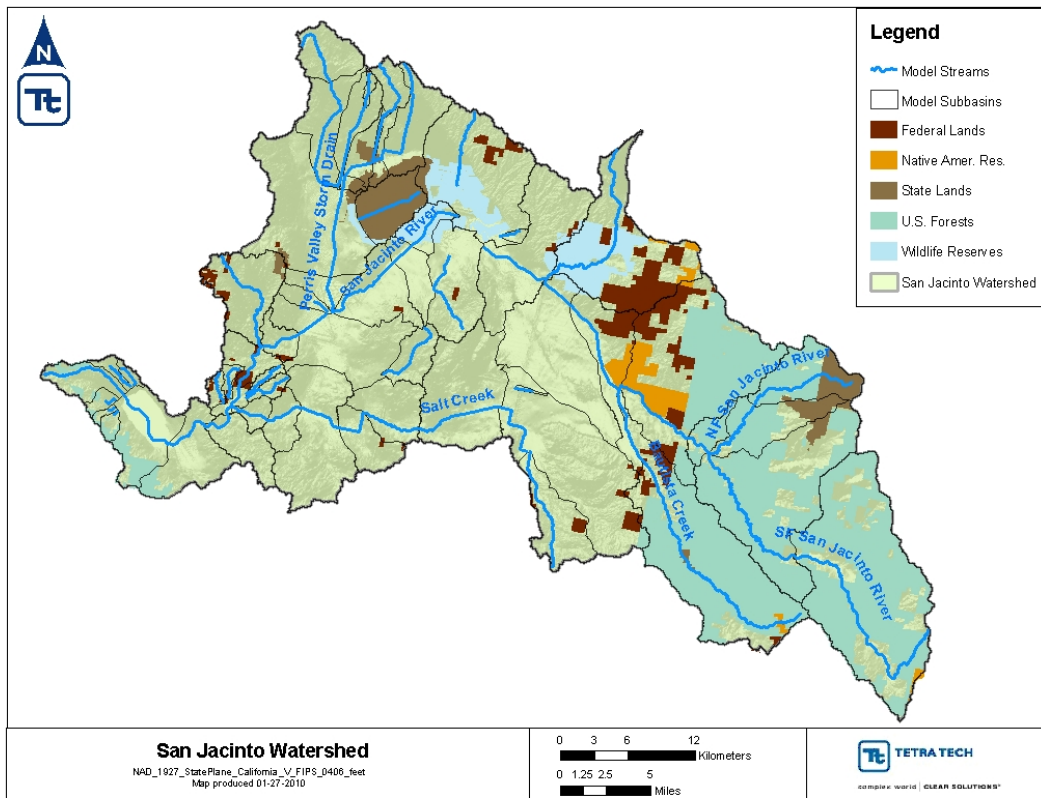 N
Tt
Legend
Model Streams
Model Subbasins
Federal Lands
Native Amer. Res.
State Lands
U.S. Forests
Wildlife Reserves
San Jacinto Watershed
Perris Valley Storm Drain
San Jacinto River
Salt Creek
NF San Jacinto River
Creek
SF San Jacinto River
San Jacinto Watershed
NAD_1927_StatePlane_California_V_FIPS_0406_feet
Map produced 01-27-2010
0 3 6 12
Kilometers
0 1.25 2.5 5
Miles
Tt TETRA TECH
complex world | CLEAR SOLUTIONS™